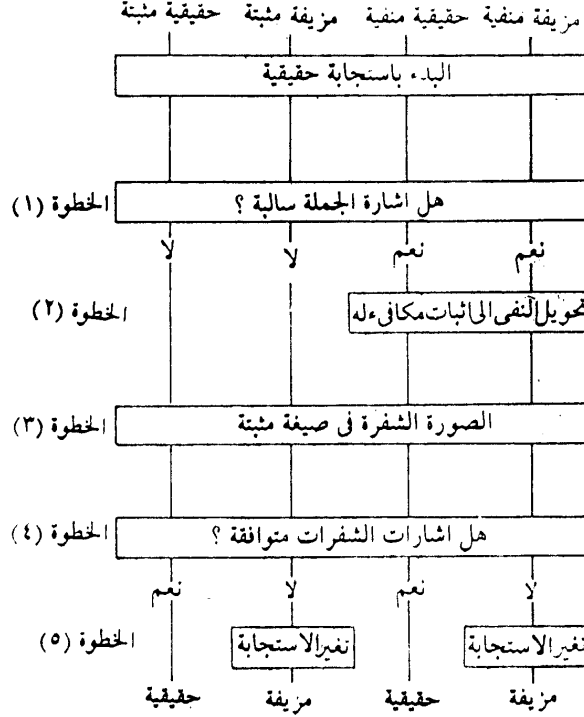 مزيفة منفية حقيقية منفية مزيفة مثبتة حقيقية مثبتة
البدء باستجابة حقيقية
هل اشارة الجملة سالبة ؟ الخطوة (١)
نعم نعم لا لا
تحويل النفى الى اثبات مكافىء له الخطوة (٢)
الصورة الشفرة فى صيغة مثبتة الخطوة (٣)
هل اشارات الشفرات متوافقة ؟ الخطوة (٤)
لا نعم لا نعم
تغير الاستجابة تغير الاستجابة الخطوة (٥)
مزيفة حقيقية مزيفة حقيقية